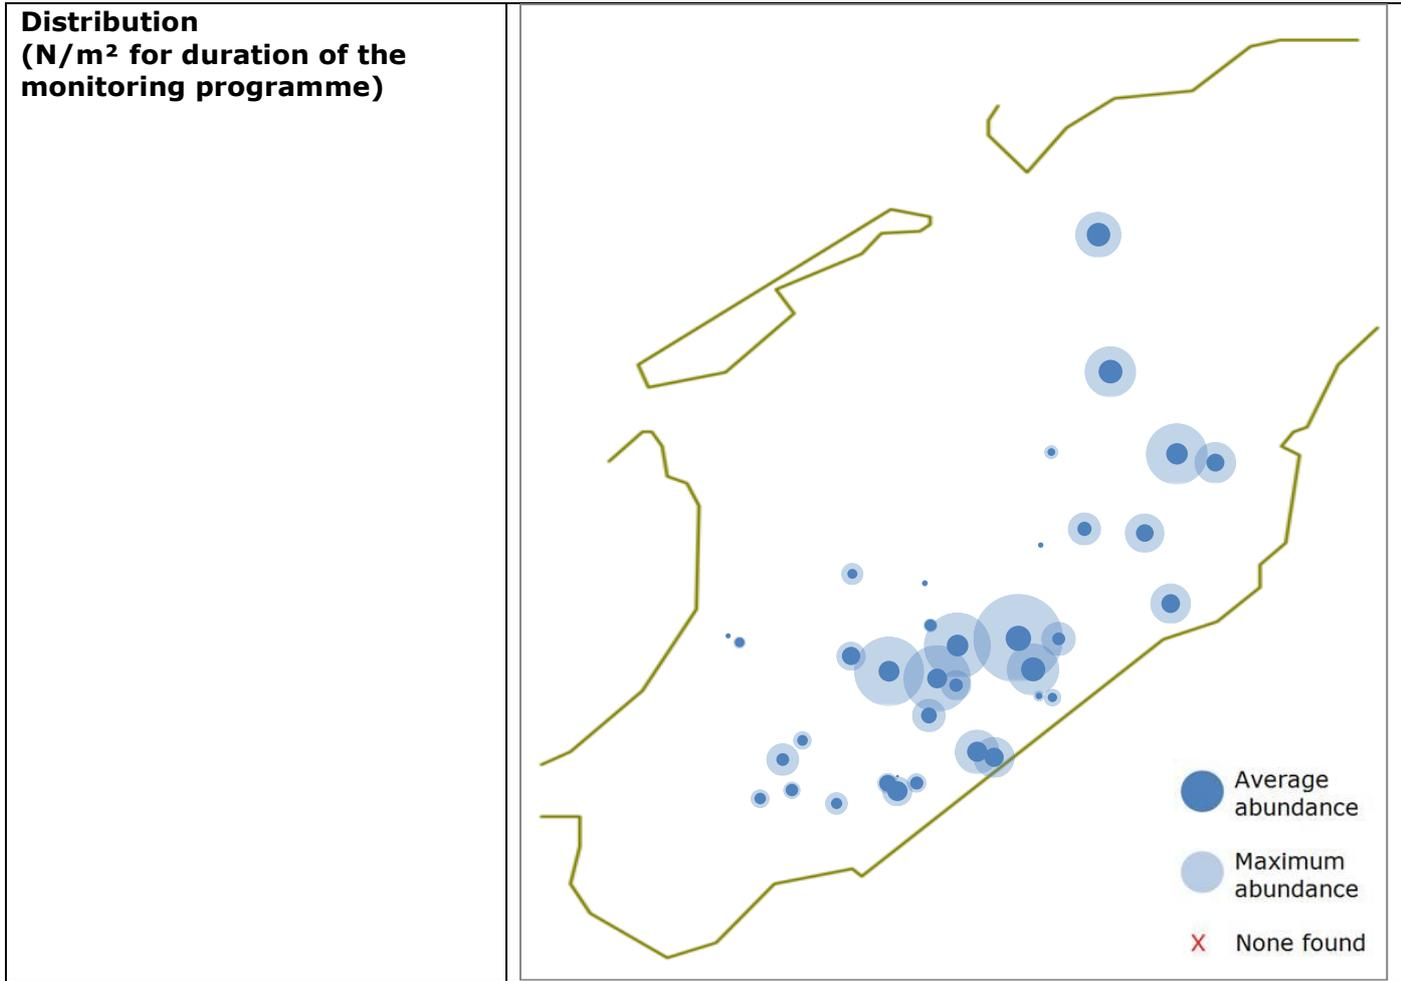 Distribution
(N/m² for duration of the
monitoring programme)
Average
abundance
Maximum
abundance
X None found